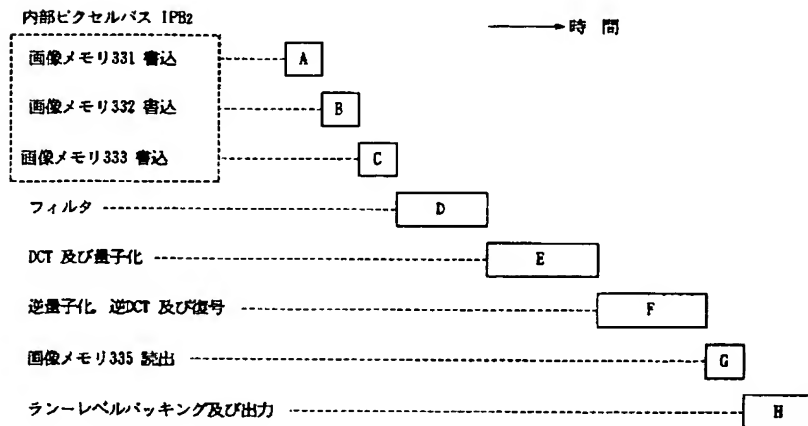 内部ピクセルバス IPB2
時 間
画像メモリ331 書込
A
画像メモリ332 書込
B
画像メモリ333 書込
C
フィルタ
D
DCT 及び量子化
E
逆量子化, 逆DCT 及び復号
F
画像メモリ335 読出
G
ランーレベルパッキング及び出力
H